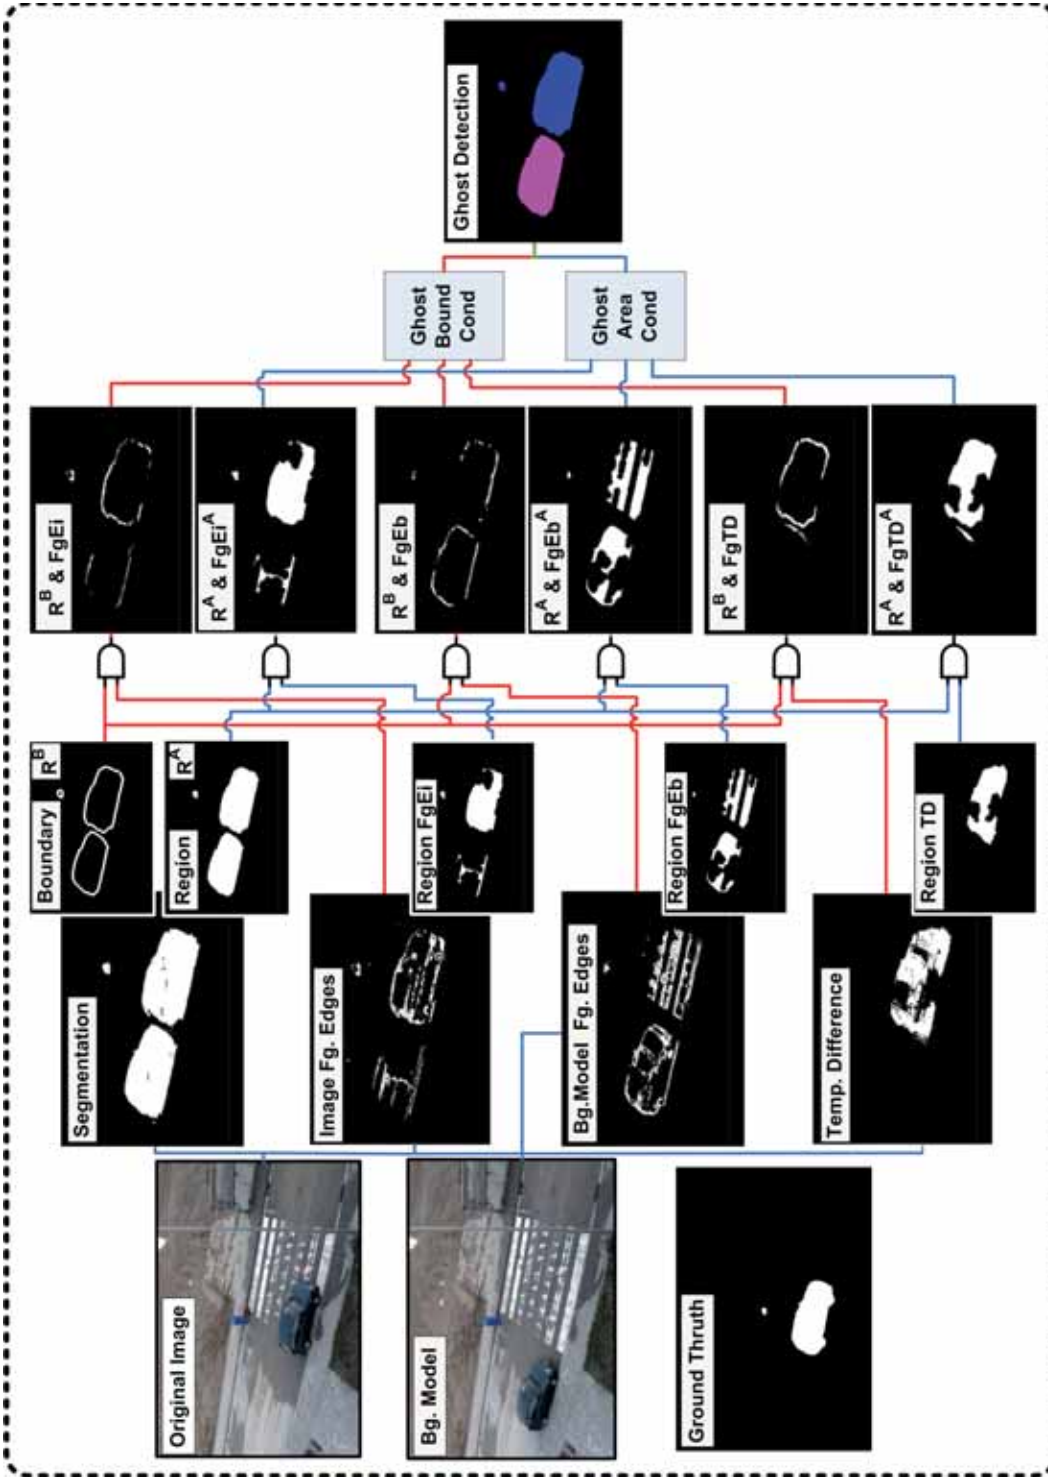 Original Image
Bg. Model
Ground Thruth
Segmentation
Image Fg. Edges
Bg.Model Fg. Edges
Temp. Difference
Boundary R^B
Region R^A
Region FgEi
Region FgEb
Region TD
R^B & FgEi
R^A & FgEi^A
R^B & FgEb
R^A & FgEb^A
R^B & FgTD
R^A & FgTD^A
Ghost
Bound
Cond
Ghost
Area
Cond
Ghost Detection